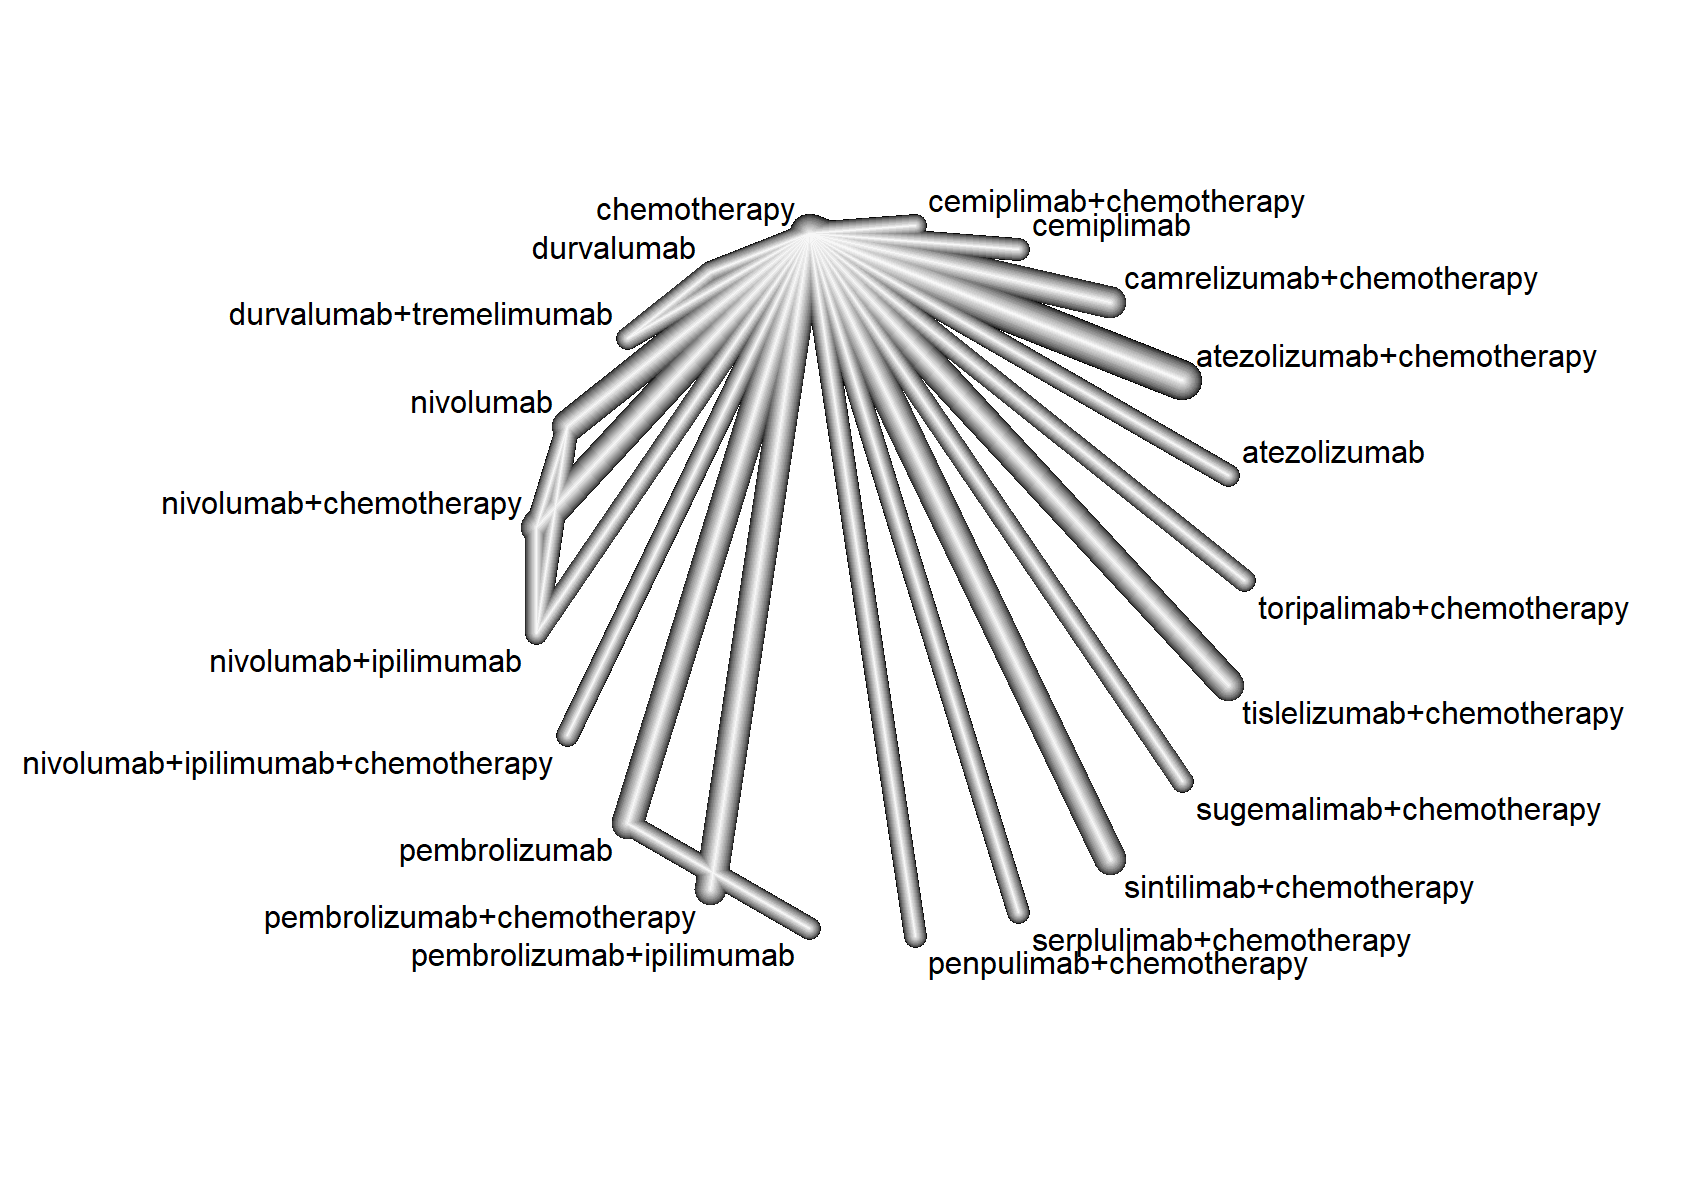 chemotherapy
cemiplimab+chemotherapy
cemiplimab
durvalumab
camrelizumab+chemotherapy
durvalumab+tremelimumab
atezolizumab+chemotherapy
nivolumab
atezolizumab
nivolumab+chemotherapy
toripalimab+chemotherapy
nivolumab+ipilimumab
tislelizumab+chemotherapy
nivolumab+ipilimumab+chemotherapy
sugemalimab+chemotherapy
pembrolizumab
sintilimab+chemotherapy
pembrolizumab+chemotherapy
serplulimab+chemotherapy
pembrolizumab+ipilimumab
penpulimab+chemotherapy